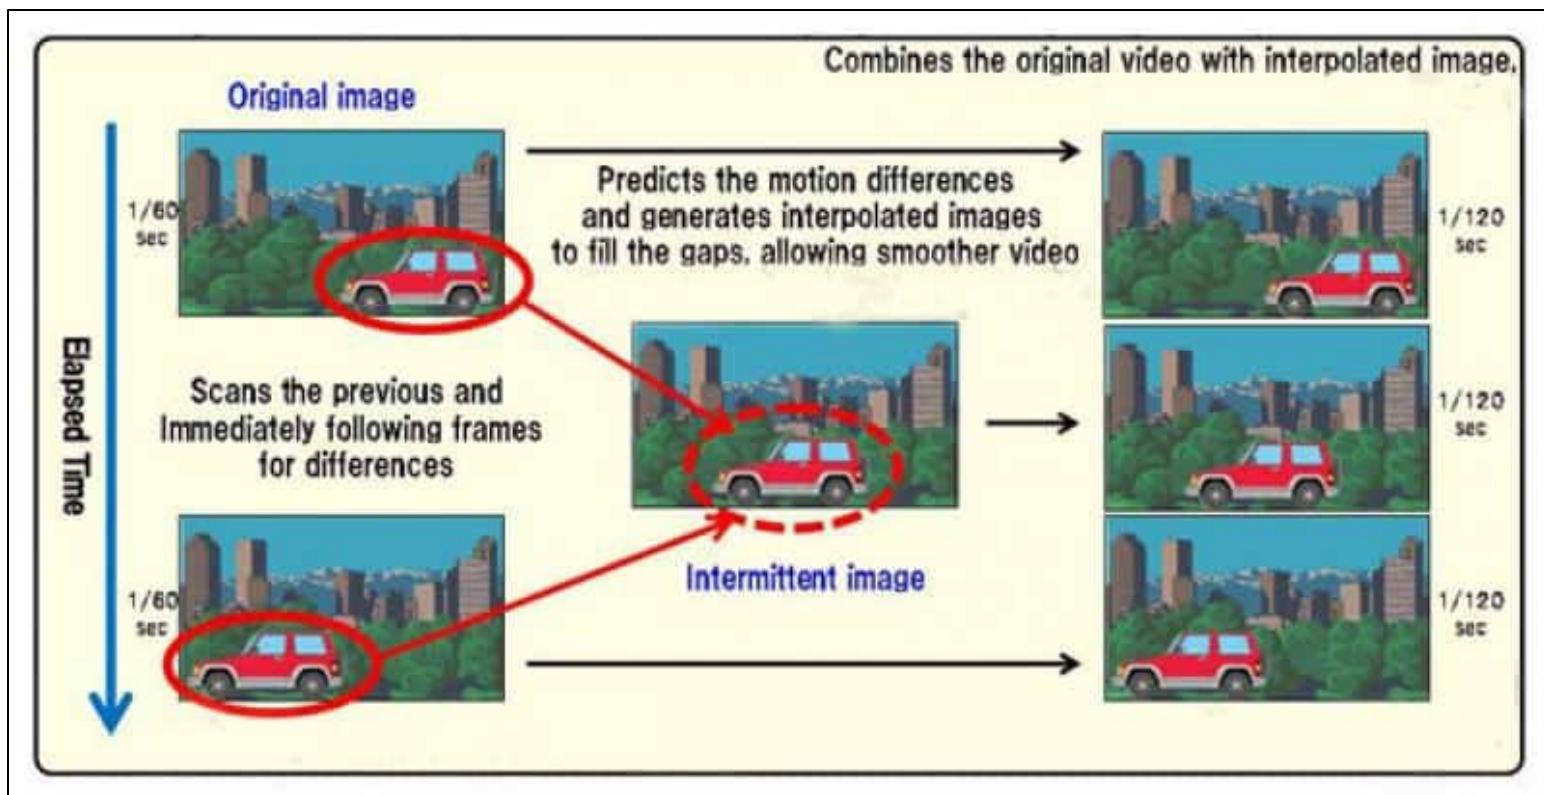 Combines the original video with interpolated image.
Original image
1/60
sec
Predicts the motion differences
and generates interpolated images
to fill the gaps, allowing smoother video
1/120
sec
Elapsed Time
Scans the previous and
Immediately following frames
for differences
1/120
sec
Intermittent image
1/60
sec
1/120
sec